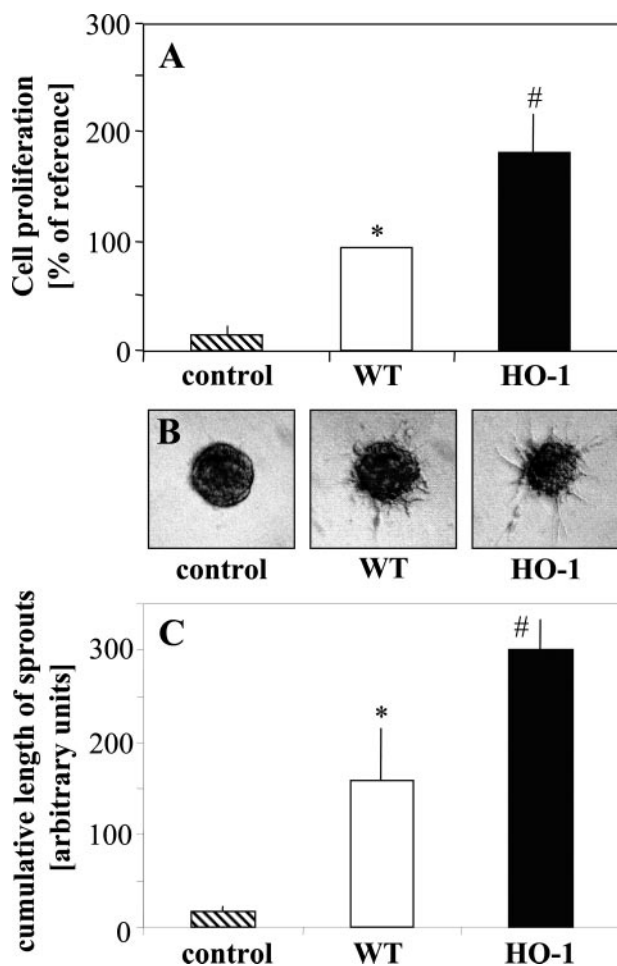 A
Cell proliferation
[% of reference]
300
200
100
0
*
#
control WT HO-1
B
control WT HO-1
C
cumulative length of sprouts
[arbitrary units]
300
200
100
0
*
#
control WT HO-1